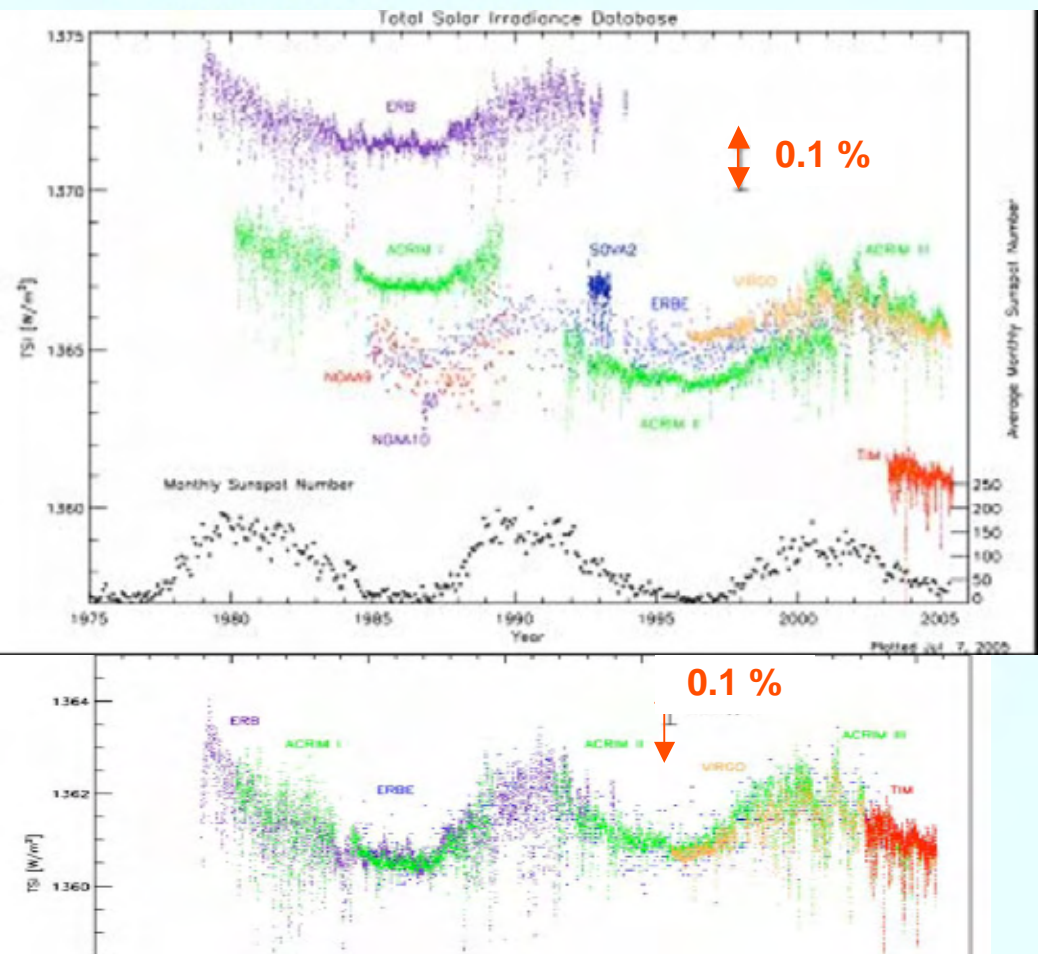 Total Solar Irradiance Database
1375
ERB
0.1 %
1370
SOVA2
ACRIM I
ACRIM III
VIRGO
ERBE
TSI [W/m²]
1365
NOAA9
ACRIM II
NOAA10
Average Monthly Sunspot Number
TIM
Monthly Sunspot Number
250
1360
200
150
100
50
0
1975 1980 1985 1990 1995 2000 2005
Year
Plotted Jul 7, 2005
0.1 %
1364
ERB
ACRIM I
ACRIM II
ACRIM III
VIRGO
1362
ERBE
TIM
TSI [W/m²]
1360